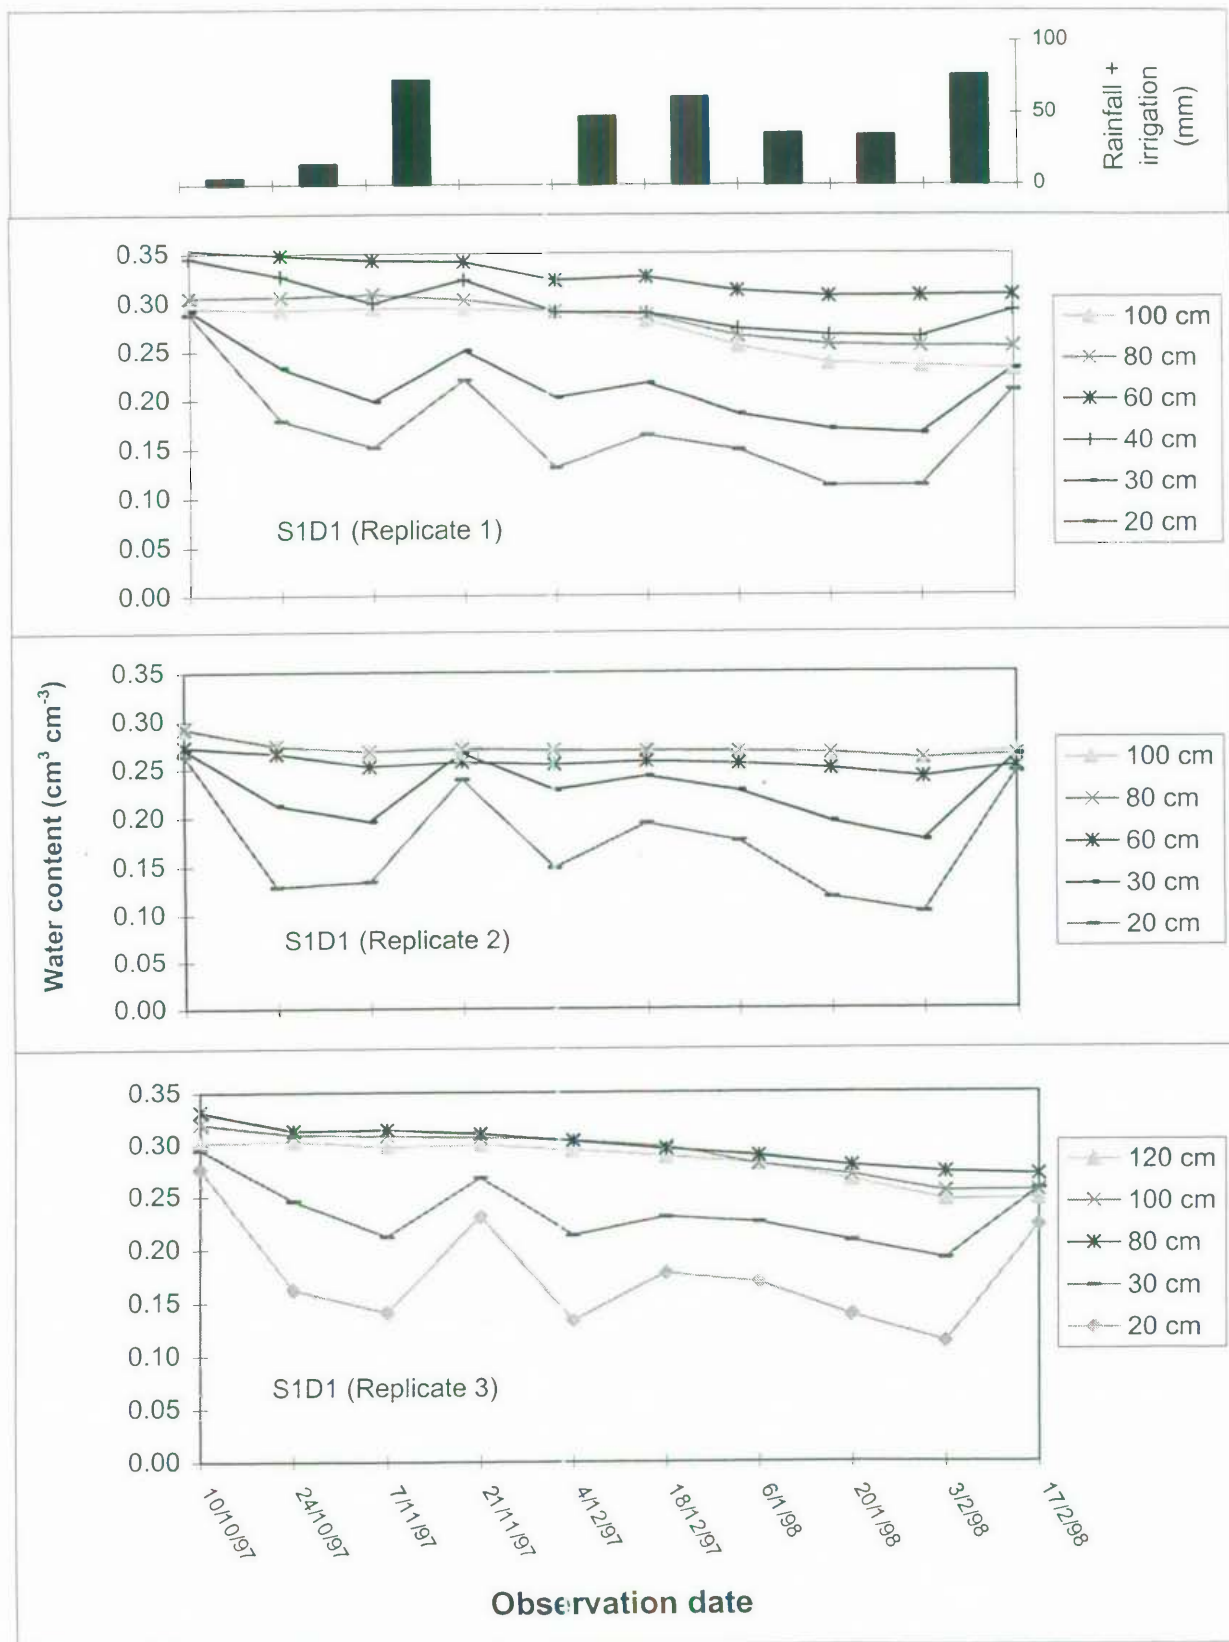 100
50
0
Rainfall +
irrigation
(mm)
0.35
0.30
0.25
0.20
0.15
0.10
0.05
0.00
S1D1 (Replicate 1)
100 cm
80 cm
60 cm
40 cm
30 cm
20 cm
Water content (cm³ cm⁻³)
0.35
0.30
0.25
0.20
0.15
0.10
0.05
0.00
S1D1 (Replicate 2)
100 cm
80 cm
60 cm
30 cm
20 cm
0.35
0.30
0.25
0.20
0.15
0.10
0.05
0.00
S1D1 (Replicate 3)
120 cm
100 cm
80 cm
30 cm
20 cm
10/10/97
24/10/97
7/11/97
21/11/97
4/12/97
18/12/97
6/1/98
20/1/98
3/2/98
17/2/98
Observation date